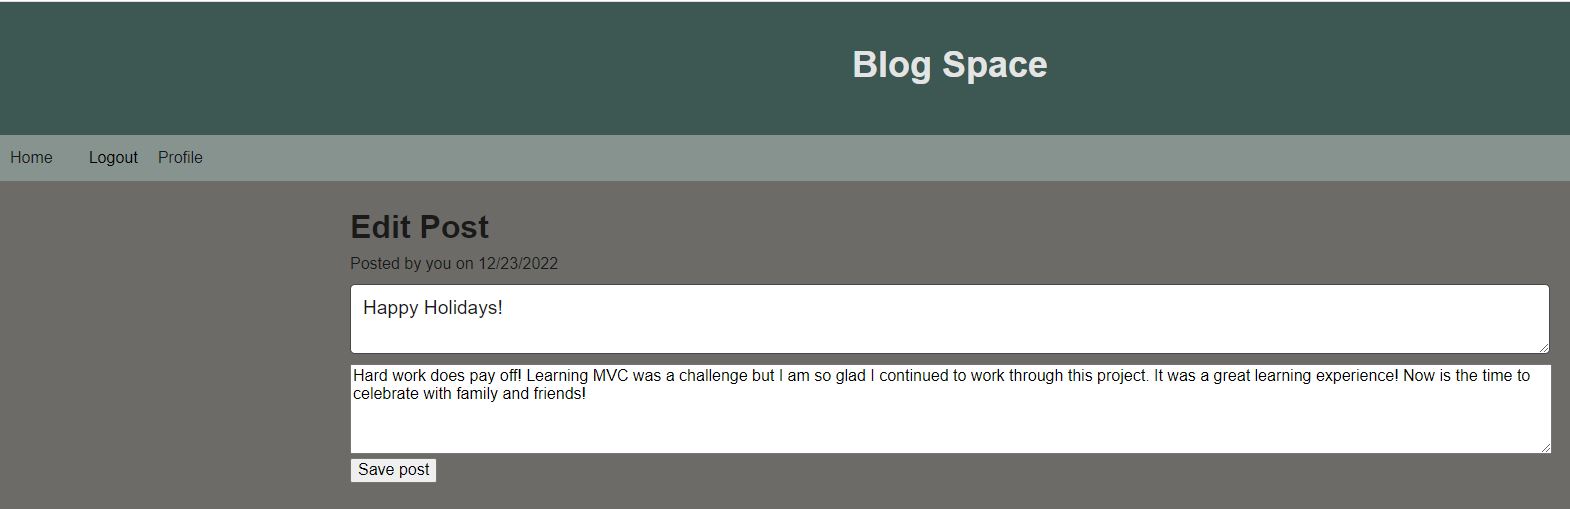 Blog Space
Home Logout Profile
Edit Post
Posted by you on 12/23/2022
Happy Holidays!
Hard work does pay off! Learning MVC was a challenge but I am so glad I continued to work through this project. It was a great learning experience! Now is the time to
celebrate with family and friends!
Save post